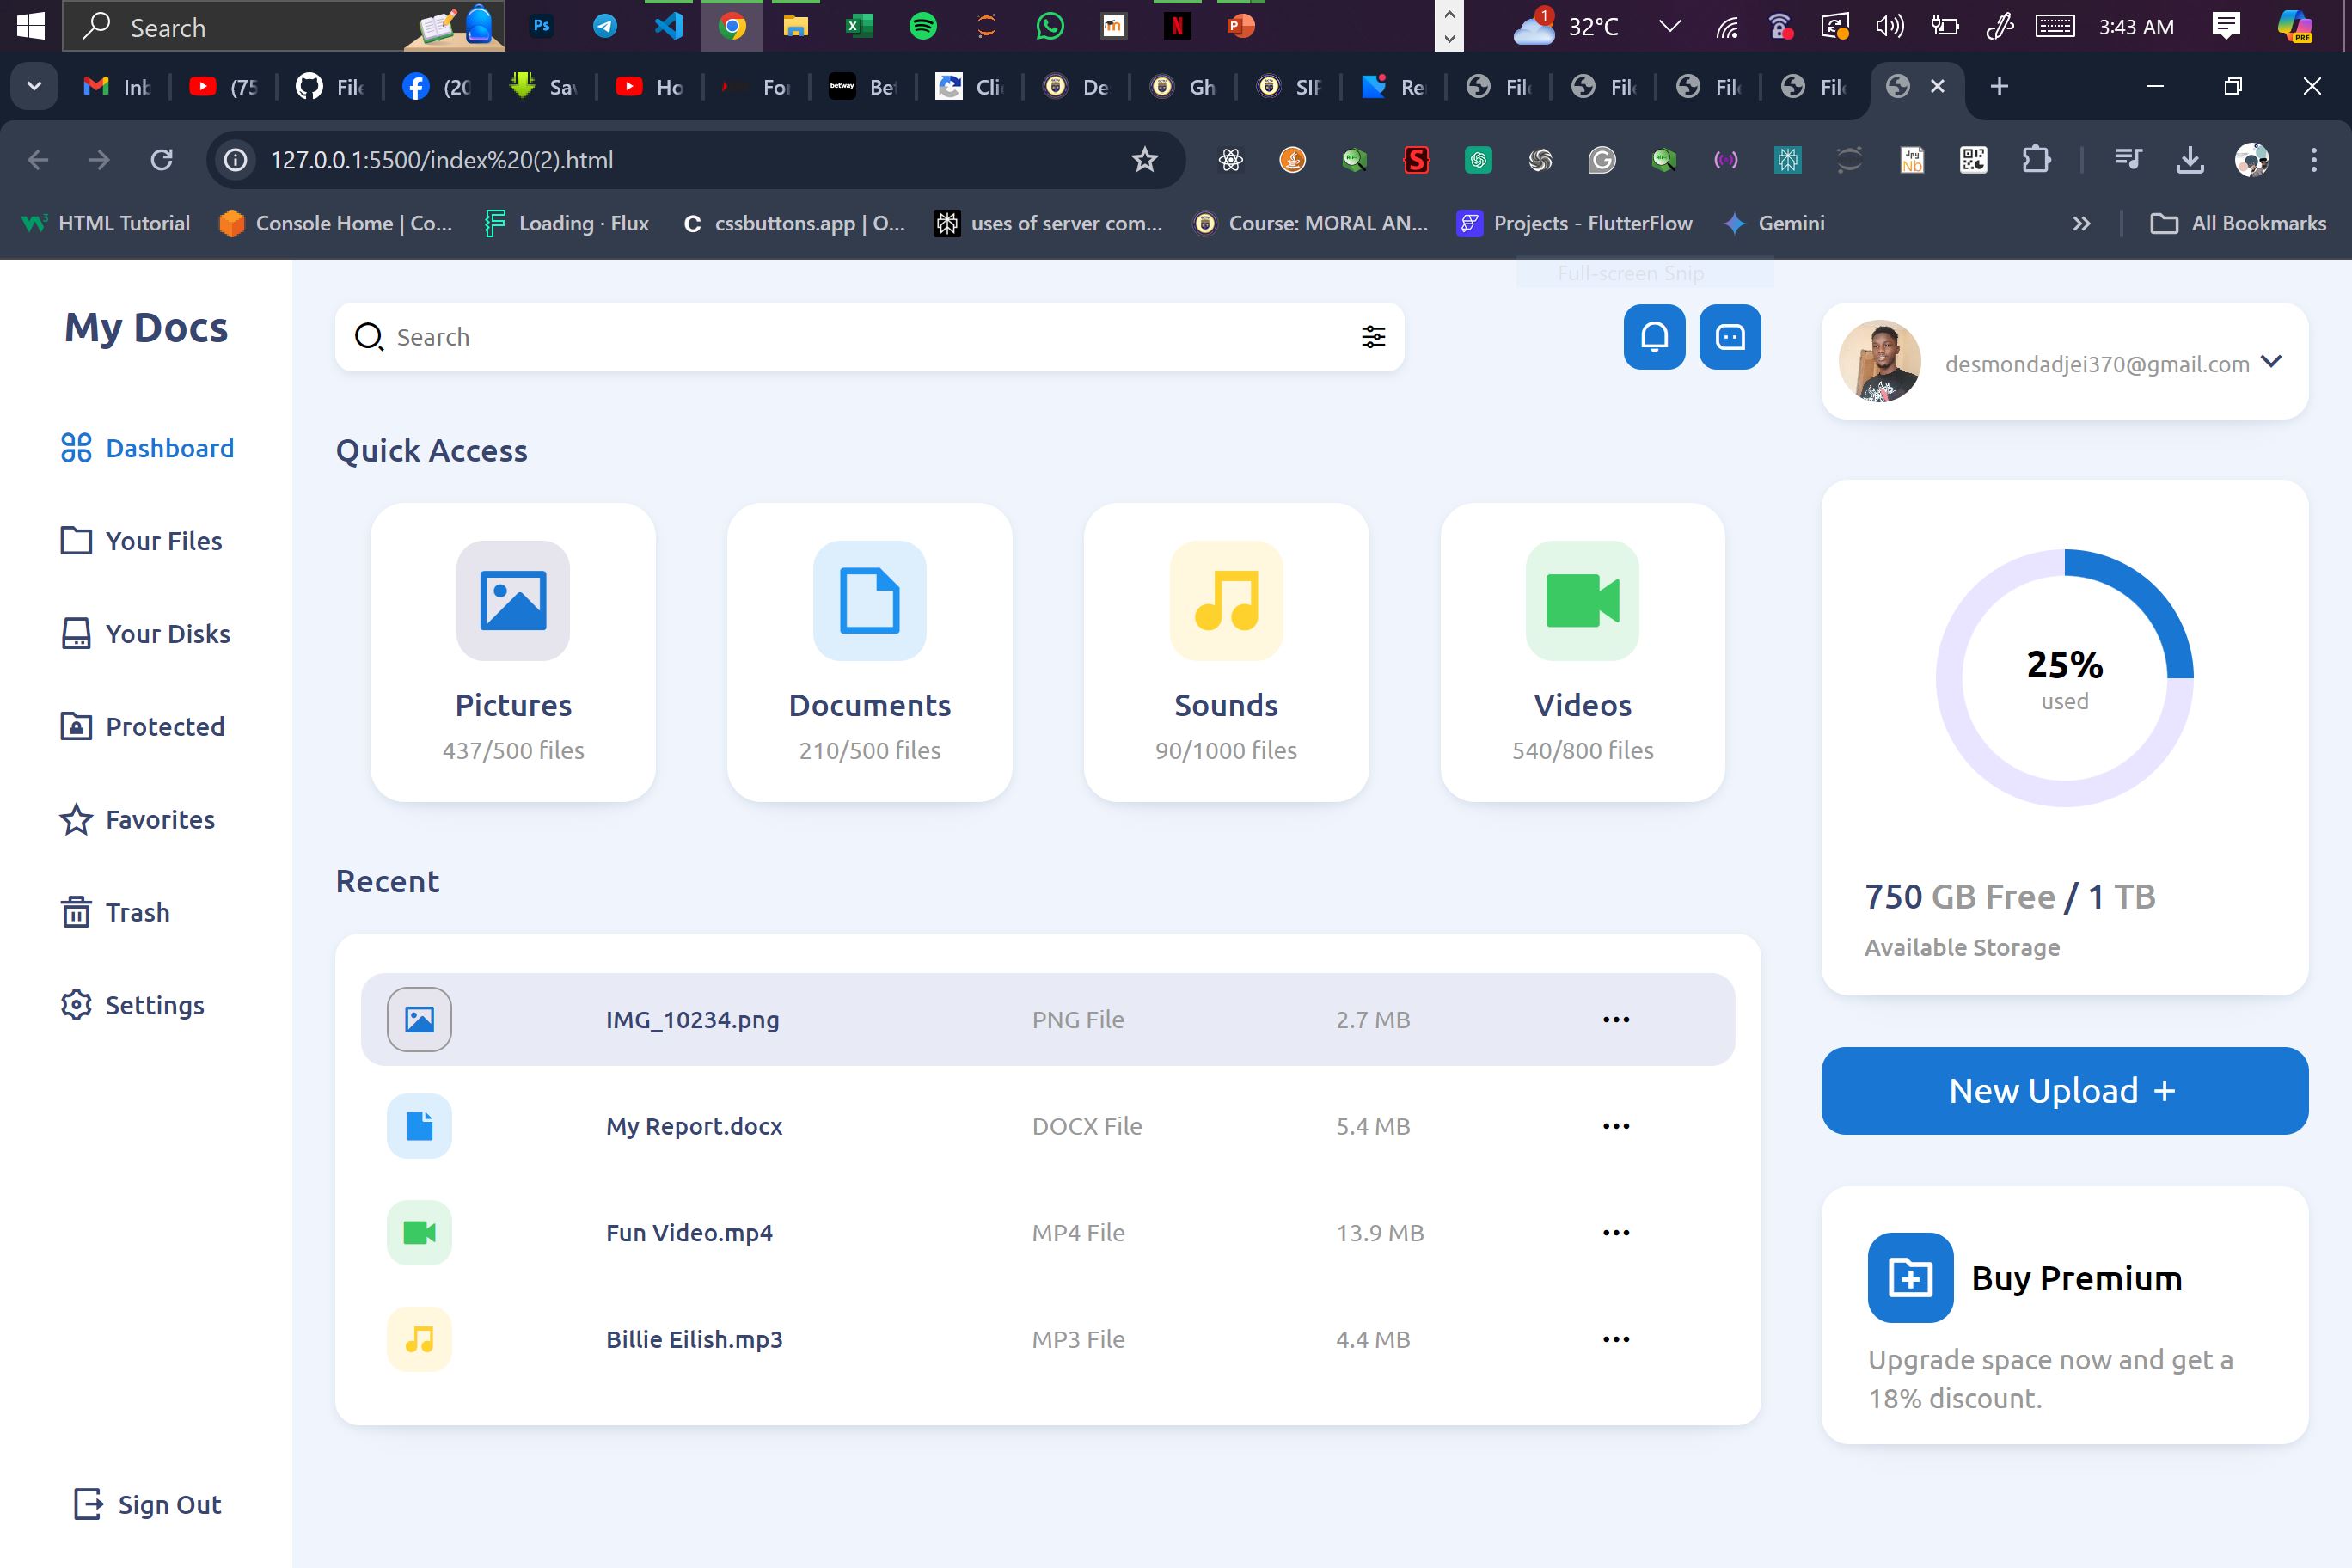 Search
Ps
1
32°C
3:43 AM
PRE
Inb
(75
File
(20
Sav
Ho
For
betway
Bet
Clic
De
Gh
SIP
Re
File
File
File
File
127.0.0.1:5500/index%20(2).html
HTML Tutorial
Console Home | Co...
Loading · Flux
cssbuttons.app | O...
uses of server com...
Course: MORAL AN...
Projects - FlutterFlow
Gemini
All Bookmarks
Full-screen Snip
My Docs
Search
desmondadjei370@gmail.com
Dashboard
Your Files
Your Disks
Protected
Favorites
Trash
Settings
Sign Out
Quick Access
Pictures
437/500 files
Documents
210/500 files
Sounds
90/1000 files
Videos
540/800 files
Recent
IMG_10234.png PNG File 2.7 MB
My Report.docx DOCX File 5.4 MB
Fun Video.mp4 MP4 File 13.9 MB
Billie Eilish.mp3 MP3 File 4.4 MB
25%
used
750 GB Free / 1 TB
Available Storage
New Upload +
Buy Premium
Upgrade space now and get a
18% discount.